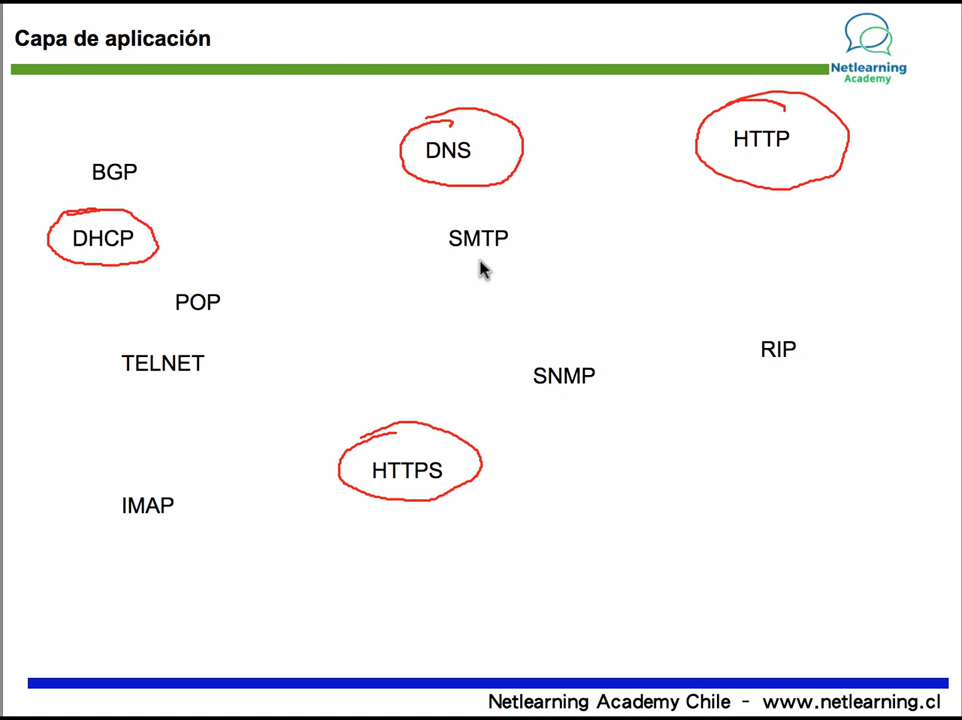 Capa de aplicación
Netlearning
Academy
DNS
HTTP
BGP
DHCP
SMTP
POP
TELNET
RIP
SNMP
HTTPS
IMAP
Netlearning Academy Chile - www.netlearning.cl